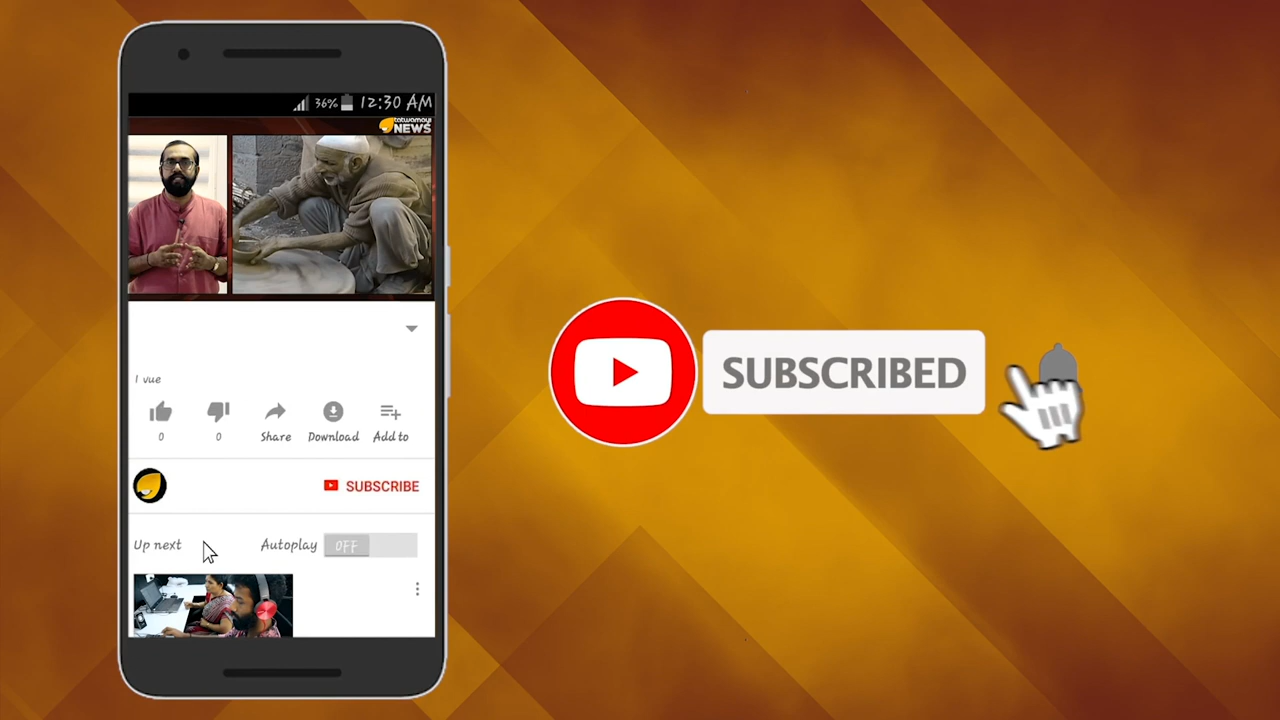 36% 12:30 AM
tatwamayi
NEWS
1 vue
0 0 Share Download Add to
SUBSCRIBE
Up next Autoplay OFF
SUBSCRIBED